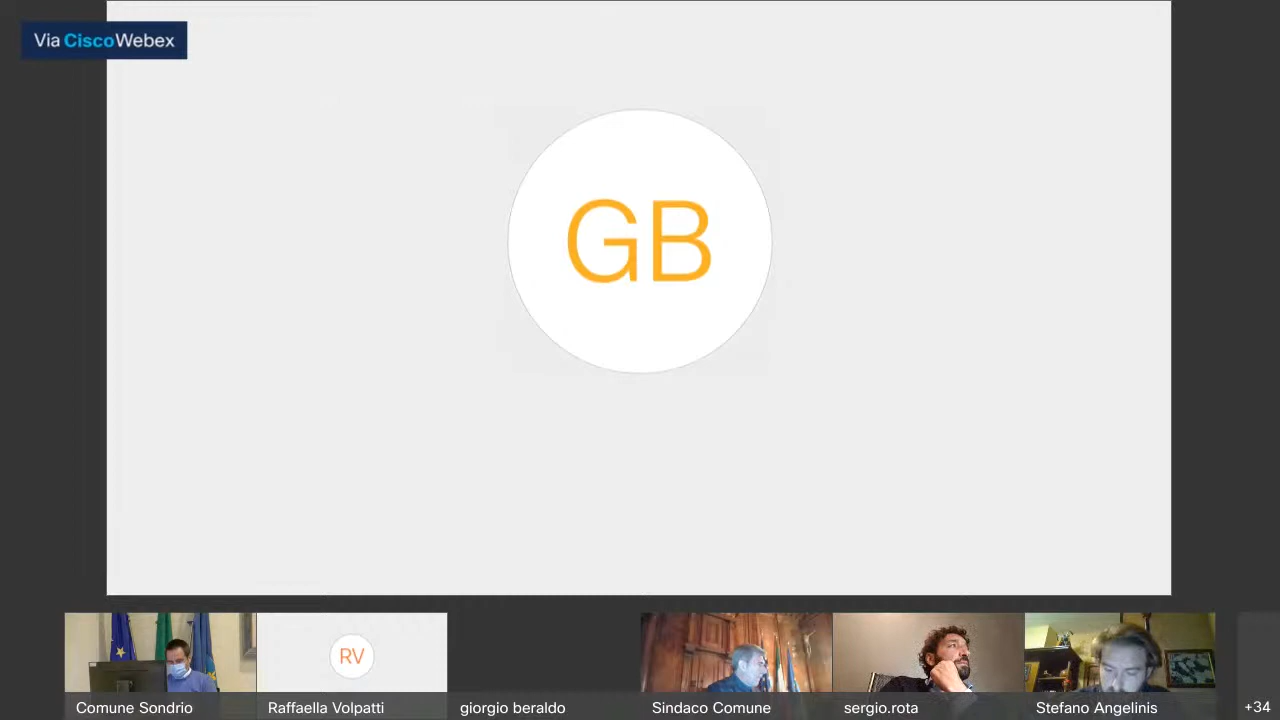 Via CiscoWebex
GB
RV
Comune Sondrio
Raffaella Volpatti
giorgio beraldo
Sindaco Comune
sergio.rota
Stefano Angelinis
+34